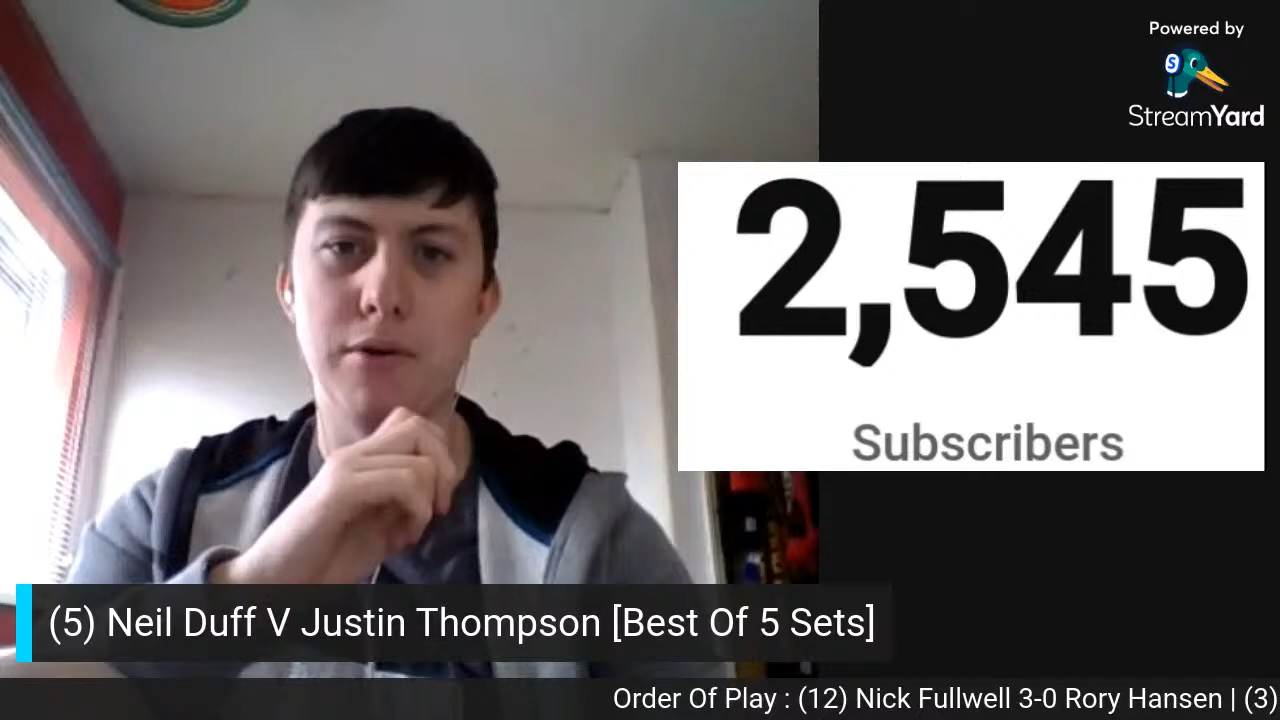 Powered by
S
StreamYard
2,545
Subscribers
(5) Neil Duff V Justin Thompson [Best Of 5 Sets]
Order Of Play : (12) Nick Fullwell 3-0 Rory Hansen | (3)